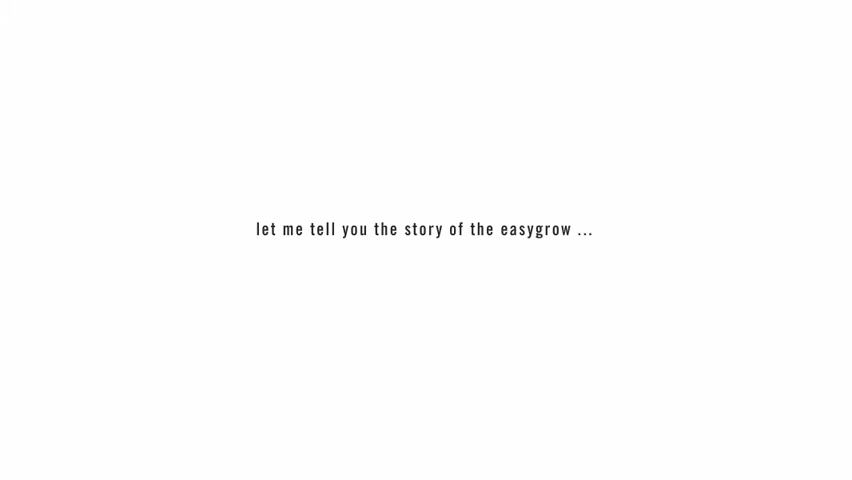 let me tell you the story of the easygrow ...